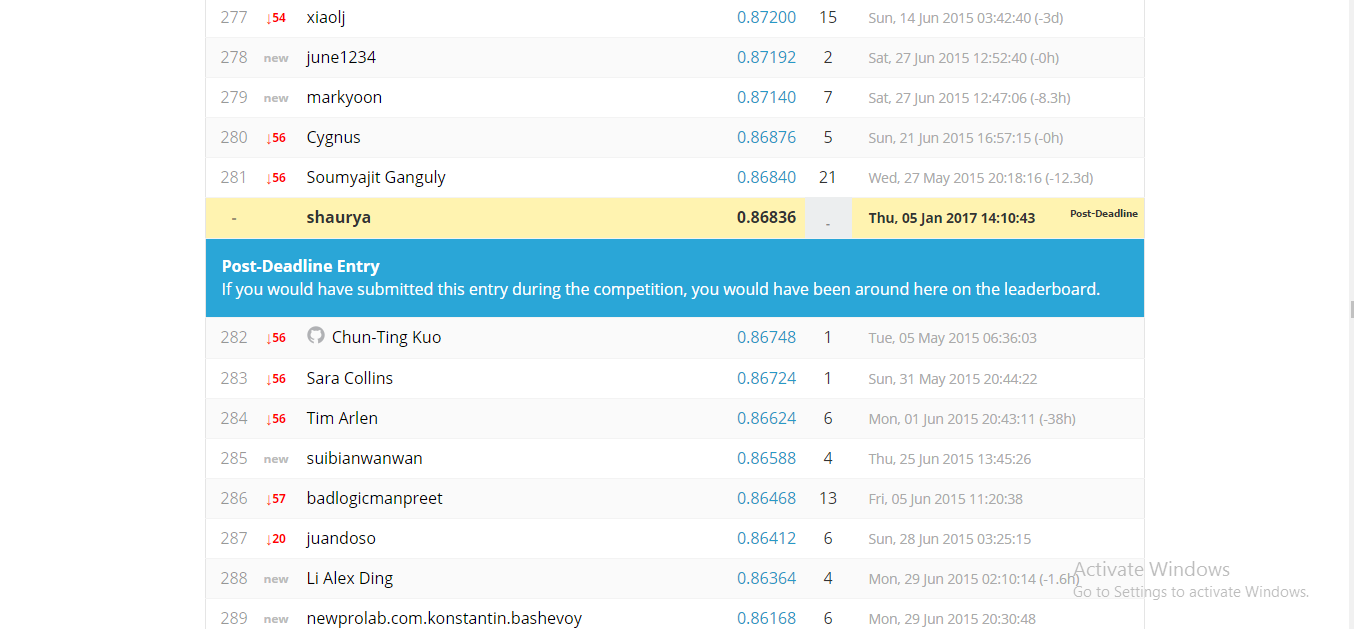 277 ↓54 xiaolj 0.87200 15 Sun, 14 Jun 2015 03:42:40 (-3d)
278 new june1234 0.87192 2 Sat, 27 Jun 2015 12:52:40 (-0h)
279 new markyoon 0.87140 7 Sat, 27 Jun 2015 12:47:06 (-8.3h)
280 ↓56 Cygnus 0.86876 5 Sun, 21 Jun 2015 16:57:15 (-0h)
281 ↓56 Soumyajit Ganguly 0.86840 21 Wed, 27 May 2015 20:18:16 (-12.3d)
- shaurya 0.86836 - Thu, 05 Jan 2017 14:10:43 Post-Deadline
Post-Deadline Entry
If you would have submitted this entry during the competition, you would have been around here on the leaderboard.
282 ↓56 Chun-Ting Kuo 0.86748 1 Tue, 05 May 2015 06:36:03
283 ↓56 Sara Collins 0.86724 1 Sun, 31 May 2015 20:44:22
284 ↓56 Tim Arlen 0.86624 6 Mon, 01 Jun 2015 20:43:11 (-38h)
285 new suibianwanwan 0.86588 4 Thu, 25 Jun 2015 13:45:26
286 ↓57 badlogicmanpreet 0.86468 13 Fri, 05 Jun 2015 11:20:38
287 ↓20 juandoso 0.86412 6 Sun, 28 Jun 2015 03:25:15
288 new Li Alex Ding 0.86364 4 Mon, 29 Jun 2015 02:10:14 (-1.6h)
289 new newprolab.com.konstantin.bashevoy 0.86168 6 Mon, 29 Jun 2015 20:30:48
Activate Windows
Go to Settings to activate Windows.